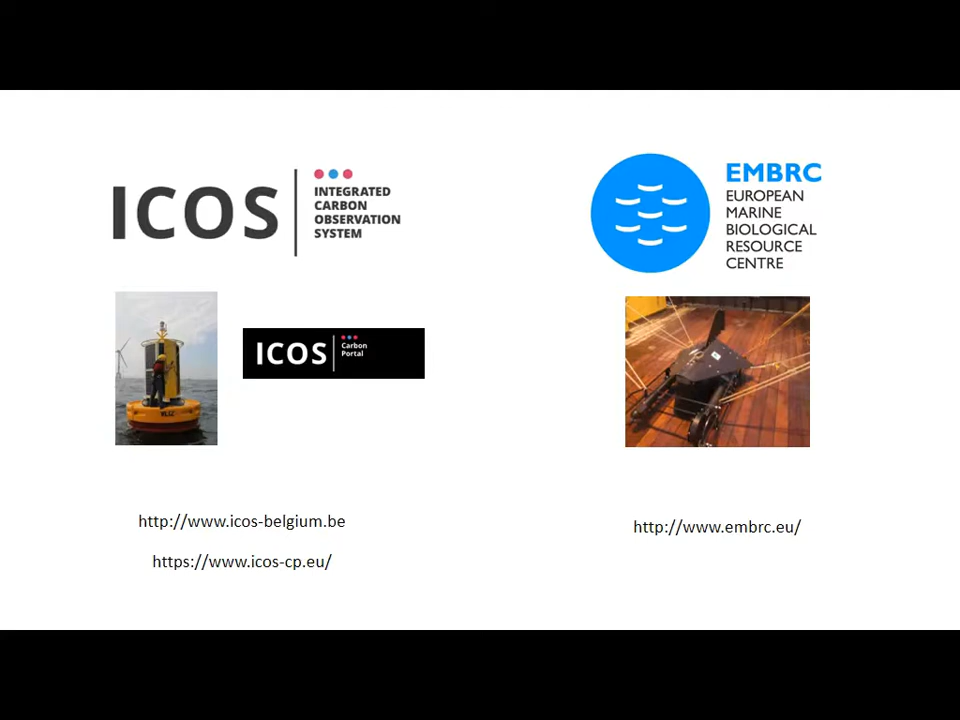 ICOS
INTEGRATED
CARBON
OBSERVATION
SYSTEM
EMBRC
EUROPEAN
MARINE
BIOLOGICAL
RESOURCE
CENTRE
ICOS
Carbon
Portal
http://www.icos-belgium.be
https://www.icos-cp.eu/
http://www.embrc.eu/